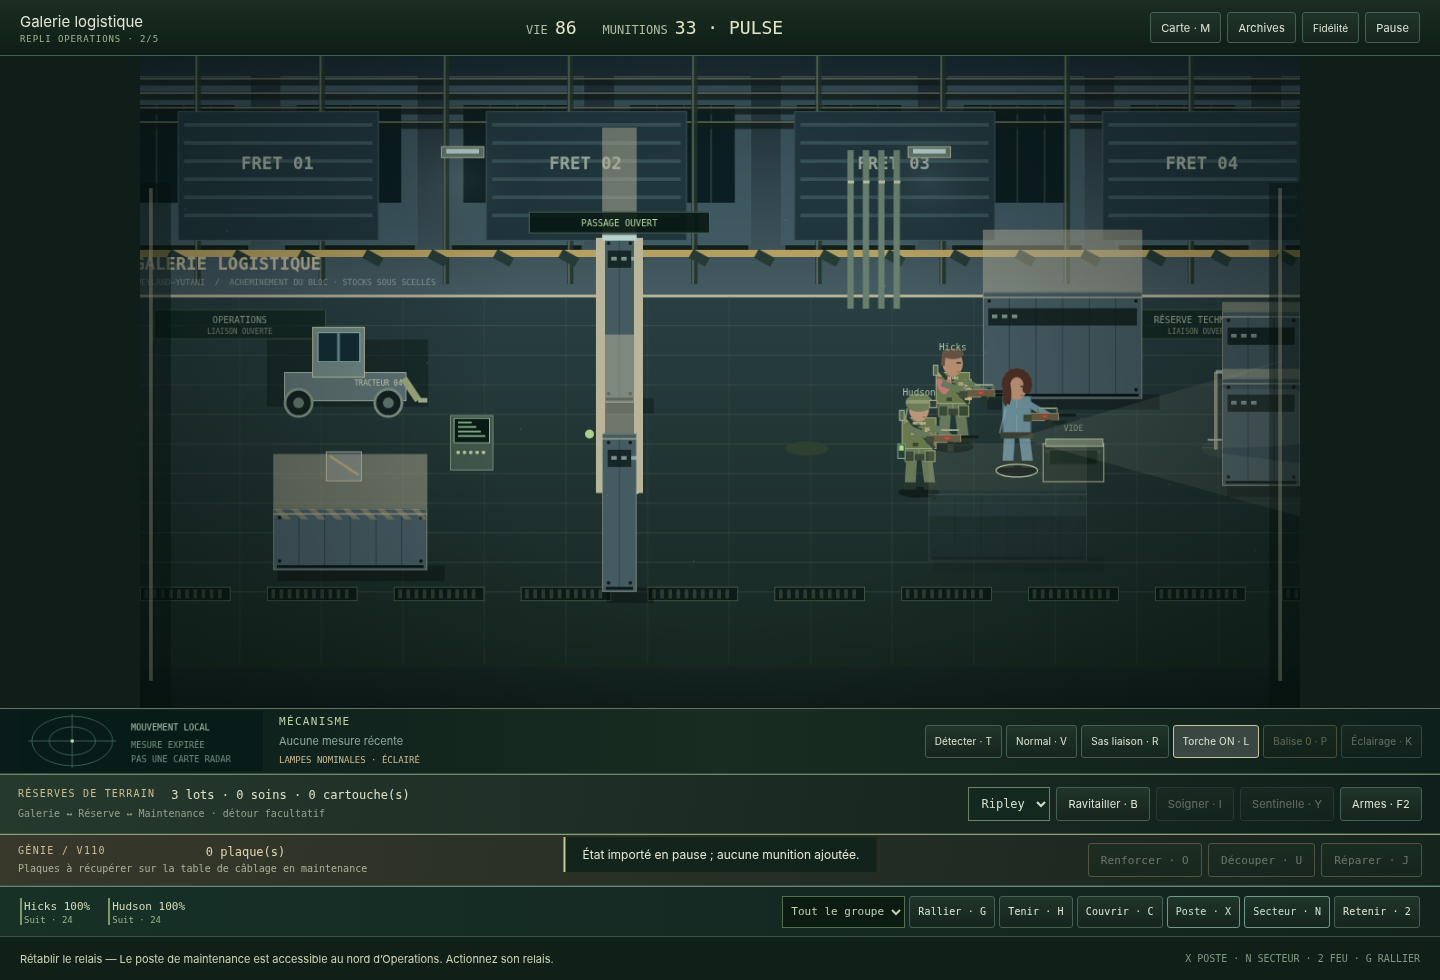 Galerie logistique
REPLI OPERATIONS · 2/5
VIE 86 MUNITIONS 33 · PULSE
Carte · M
Archives
Fidélité
Pause
FRET 01
FRET 02
FRET 03
FRET 04
PASSAGE OUVERT
GALERIE LOGISTIQUE
WEYLAND-YUTANI / ACHEMINEMENT DU BLOC · STOCKS SOUS SCELLÉS
OPERATIONS
LIAISON OUVERTE
RÉSERVE TECH
LIAISON OUVE
TRACTEUR 04
Hicks
Hudson
VIDE
MOUVEMENT LOCAL
MESURE EXPIRÉE
PAS UNE CARTE RADAR
MÉCANISME
Aucune mesure récente
LAMPES NOMINALES · ÉCLAIRÉ
Détecter · T
Normal · V
Sas liaison · R
Torche ON · L
Balise 0 · P
Éclairage · K
RÉSERVES DE TERRAIN 3 lots · 0 soins · 0 cartouche(s)
Galerie ↔ Réserve ↔ Maintenance · détour facultatif
Ripley
Ravitailler · B
Soigner · I
Sentinelle · Y
Armes · F2
GÉNIE / V110 0 plaque(s)
Plaques à récupérer sur la table de câblage en maintenance
État importé en pause ; aucune munition ajoutée.
Renforcer · O
Découper · U
Réparer · J
Hicks 100%
Suit · 24
Hudson 100%
Suit · 24
Tout le groupe
Rallier · G
Tenir · H
Couvrir · C
Poste · X
Secteur · N
Retenir · 2
Rétablir le relais — Le poste de maintenance est accessible au nord d'Operations. Actionnez son relais.
X POSTE · N SECTEUR · 2 FEU · G RALLIER